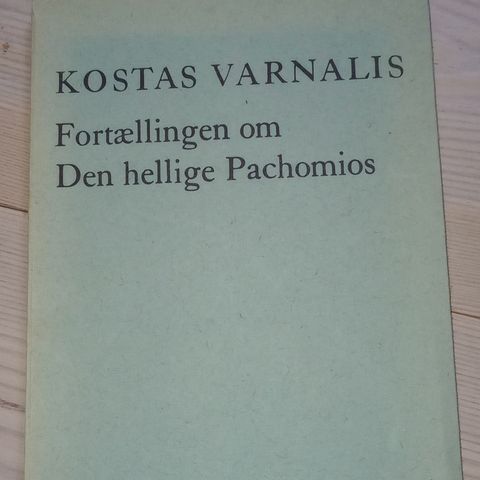 KOSTAS VARNALIS
Fortællingen om
Den hellige Pachomios